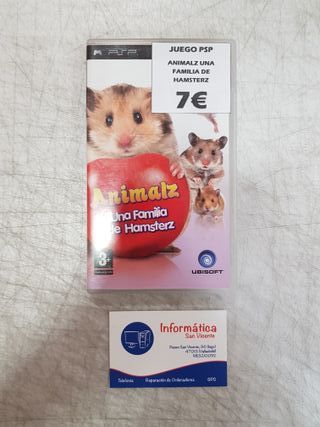 PSP
JUEGO PSP
ANIMALZ UNA
FAMILIA DE
HAMSTERZ
7€
Animalz
Una Familia
de Hamsterz
3+
UBISOFT
Informática
San Vicente
Telefonía
Reparación de Ordenadores